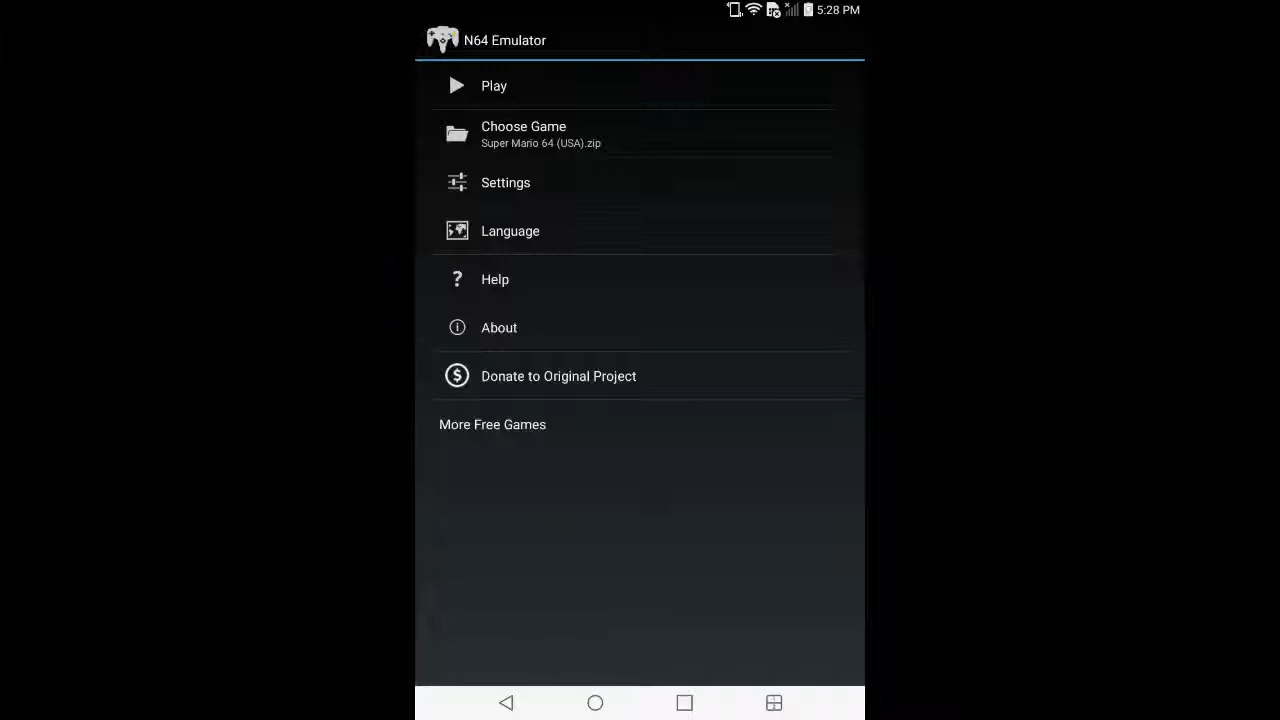 5:28 PM
N64 Emulator
Play
Choose Game
Super Mario 64 (USA).zip
Settings
Language
? Help
About
$ Donate to Original Project
More Free Games